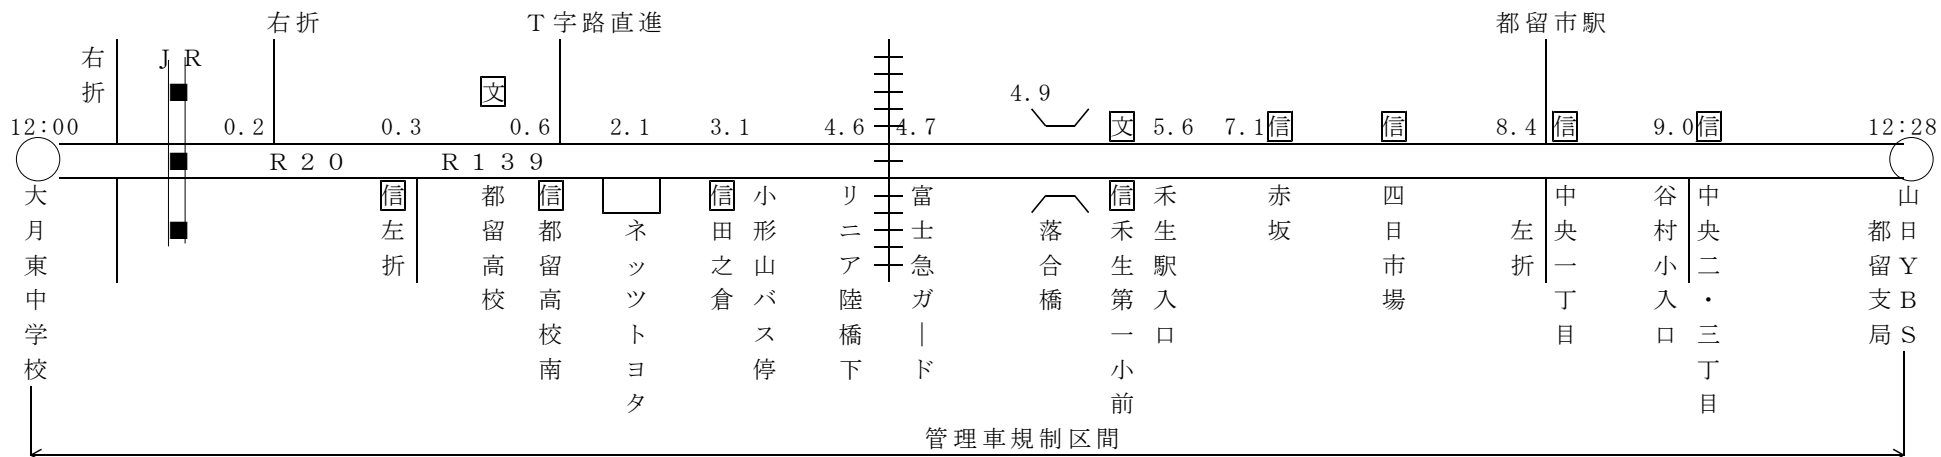 右折
T字路直進
都留市駅
右折
JR
文
4.9
12:00
0.2
0.3
0.6
2.1
3.1
4.6
4.7
文
5.6
7.1
信
信
8.4
信
9.0
信
12:28
R20
R139
大月東中学校
信
左折
都留高校
信
都留高校南
ネッツトヨタ
信
田之倉
小形山バス停
リニア陸橋下
富士急ガード
落合橋
信
禾生第一小前
禾生駅入口
赤坂
四日市場
左折
中央一丁目
谷村小入口
中央二・三丁目
山日YBS
都留支局
管理車規制区間